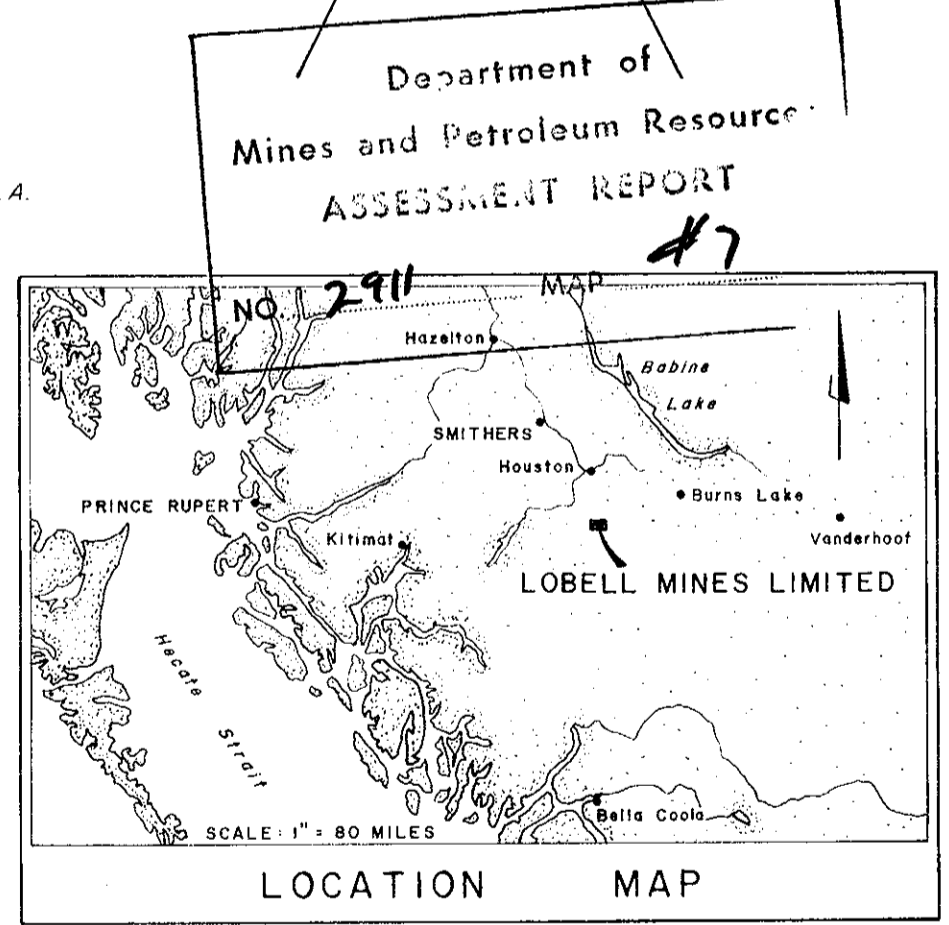 Department of
Mines and Petroleum Resource
ASSESSMENT REPORT
A.
NO. 2911 MAP #7
Hazelton
Babine
Lake
SMITHERS
Houston
Burns Lake
PRINCE RUPERT
Kitimat
Vanderhoof
LOBELL MINES LIMITED
Hecate
Strait
Bella Coola
SCALE: 1" = 80 MILES
LOCATION MAP